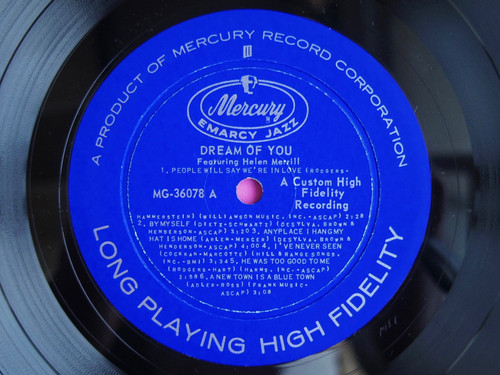 A PRODUCT OF MERCURY RECORD CORPORATION
III
Mercury
EMARCY JAZZ
DREAM OF YOU
Featuring Helen Merrill
1. PEOPLE WILL SAY WE'RE IN LOVE (RODGERS-
MG-36078 A
A Custom High
Fidelity
Recording
HAMMERSTEIN) (WILLIAMSON MUSIC, INC.-ASCAP) 2:28
2. BY MYSELF (DIETZ-SCHWARTZ) (DESYLVA, BROWN &
HENDERSON-ASCAP) 3:20 3. ANYPLACE I HANG MY
HAT IS HOME (ARLEN-MERCER) (DESYLVA, BROWN &
HENDERSON-ASCAP) 4:00 4. I'VE NEVER SEEN
(COCKRAN-MARCOTTE) (HILL & RANGE SONGS,
INC.-BMI) 3:34 5. HE WAS TOO GOOD TO ME
(RODGERS-HART) (HARMS, INC.-ASCAP)
2:58 6. A NEW TOWN IS A BLUE TOWN
(ADLER-ROSS) (FRANK MUSIC-
ASCAP) 3:08
LONG PLAYING HIGH FIDELITY